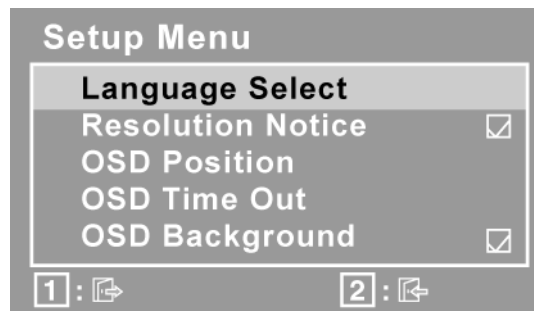 Setup Menu
Language Select
Resolution Notice
OSD Position
OSD Time Out
OSD Background
1 : 2 :